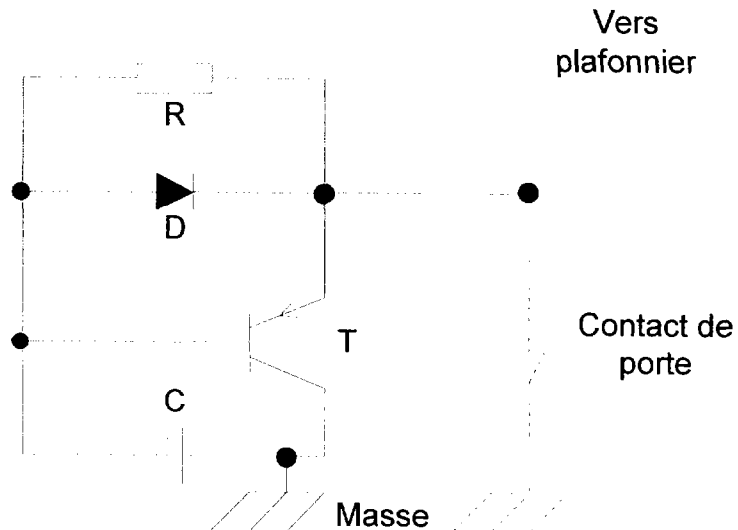 Vers
plafonnier
R
D
T
Contact de
porte
C
Masse